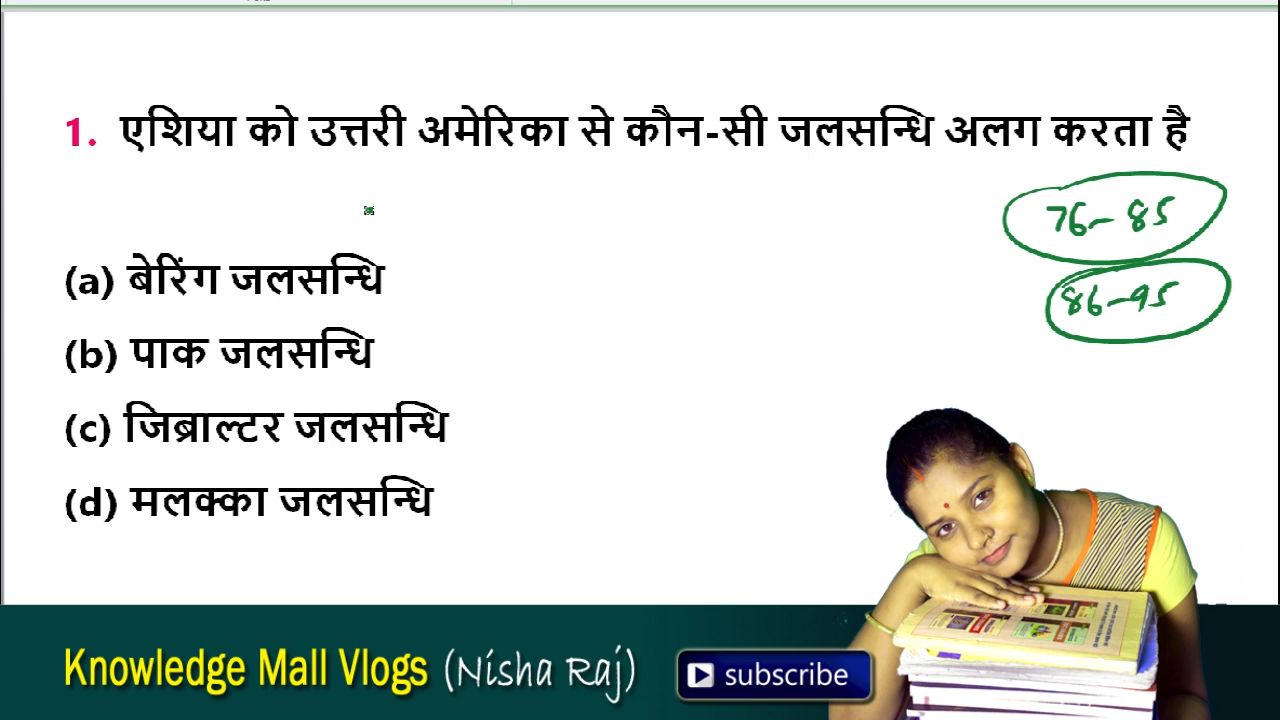 1. एशिया को उत्तरी अमेरिका से कौन-सी जलसन्धि अलग करता है
76-85
86-95
(a) बेरिंग जलसन्धि
(b) पाक जलसन्धि
(c) जिब्राल्टर जलसन्धि
(d) मलक्का जलसन्धि
Knowledge Mall Vlogs (Nisha Raj)
subscribe